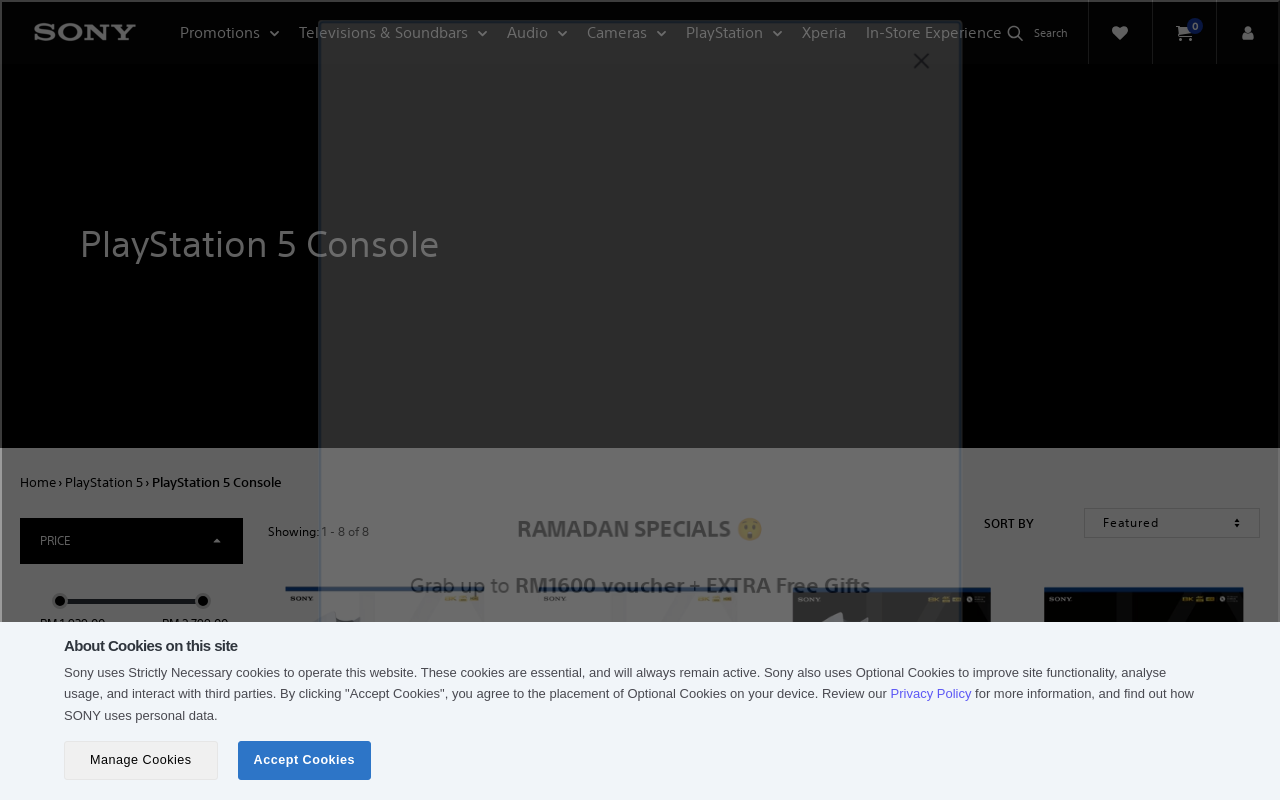 SONY
Promotions
Televisions & Soundbars
Audio
Cameras
PlayStation
Xperia
In-Store Experience
Search
0
PlayStation 5 Console
Home › PlayStation 5 › PlayStation 5 Console
PRICE
Showing: 1 - 8 of 8
SORT BY
Featured
RAMADAN SPECIALS 😲
Grab up to RM1600 voucher + EXTRA Free Gifts
SONY
SONY
SONY
SONY
About Cookies on this site
Sony uses Strictly Necessary cookies to operate this website. These cookies are essential, and will always remain active. Sony also uses Optional Cookies to improve site functionality, analyse
usage, and interact with third parties. By clicking "Accept Cookies", you agree to the placement of Optional Cookies on your device. Review our Privacy Policy for more information, and find out how
SONY uses personal data.
Manage Cookies
Accept Cookies